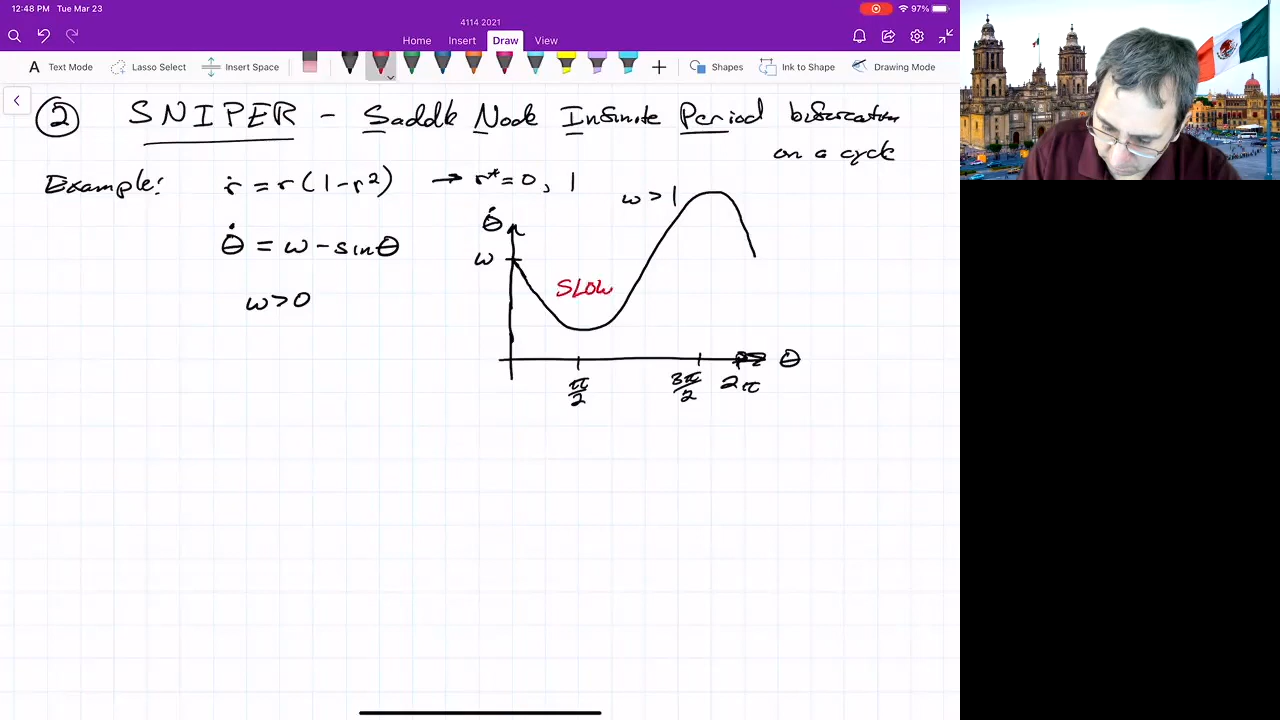 12:48 PM Tue Mar 23
97%
4114 2021
Home Insert Draw View
A Text Mode Lasso Select Insert Space Shapes Ink to Shape Drawing Mode
② SNIPER - Saddle Node Infinite Period bifurcation
on a cycle
Example: ṙ = r(1-r²) → r* = 0, 1
ω > 1
θ̇
θ̇ = ω - sinθ
ω
SLOW
ω > 0
θ
π/2 3π/2 2π